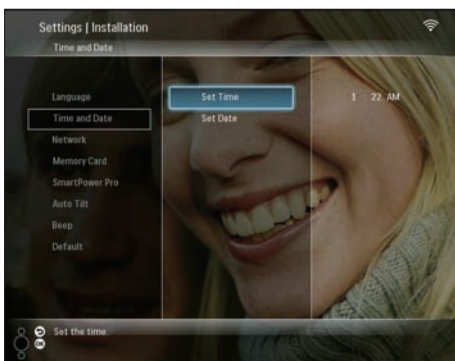 Settings | Installation
Time and Date
Language
Time and Date
Network
Memory Card
SmartPower Pro
Auto Tilt
Beep
Default
Set Time
Set Date
1 : 22 AM
Set the time.
OK